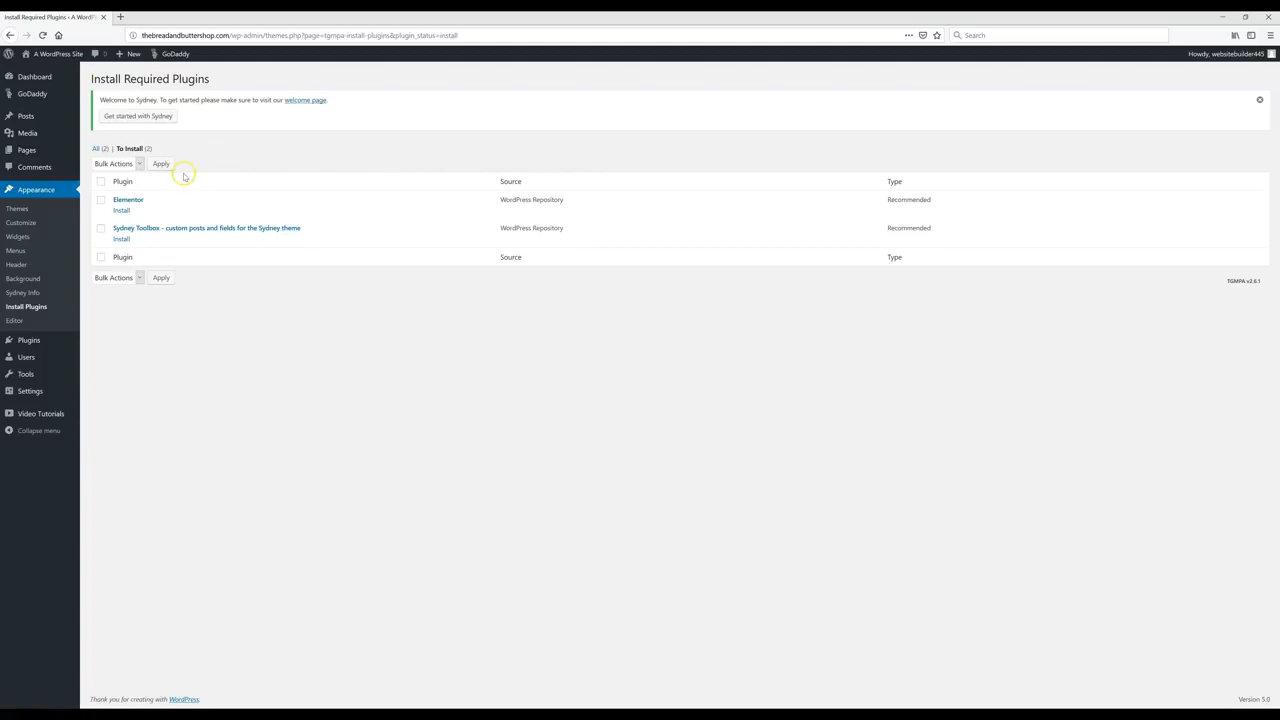 Install Required Plugins ‹ A WordPr
thebreadandbuttershop.com/wp-admin/themes.php?page=tgmpa-install-plugins&plugin_status=install
Search
A WordPress Site
New
GoDaddy
Howdy, websitebuilder445
Dashboard
GoDaddy
Posts
Media
Pages
Comments
Appearance
Themes
Customize
Widgets
Menus
Header
Background
Sydney Info
Install Plugins
Editor
Plugins
Users
Tools
Settings
Video Tutorials
Collapse menu
Install Required Plugins
Welcome to Sydney. To get started please make sure to visit our welcome page.
Get started with Sydney
All (2) | To Install (2)
Bulk Actions Apply
Plugin Source Type
Elementor WordPress Repository Recommended
Install
Sydney Toolbox - custom posts and fields for the Sydney theme WordPress Repository Recommended
Install
Plugin Source Type
Bulk Actions Apply
TGMPA v2.6.1
Thank you for creating with WordPress.
Version 5.0